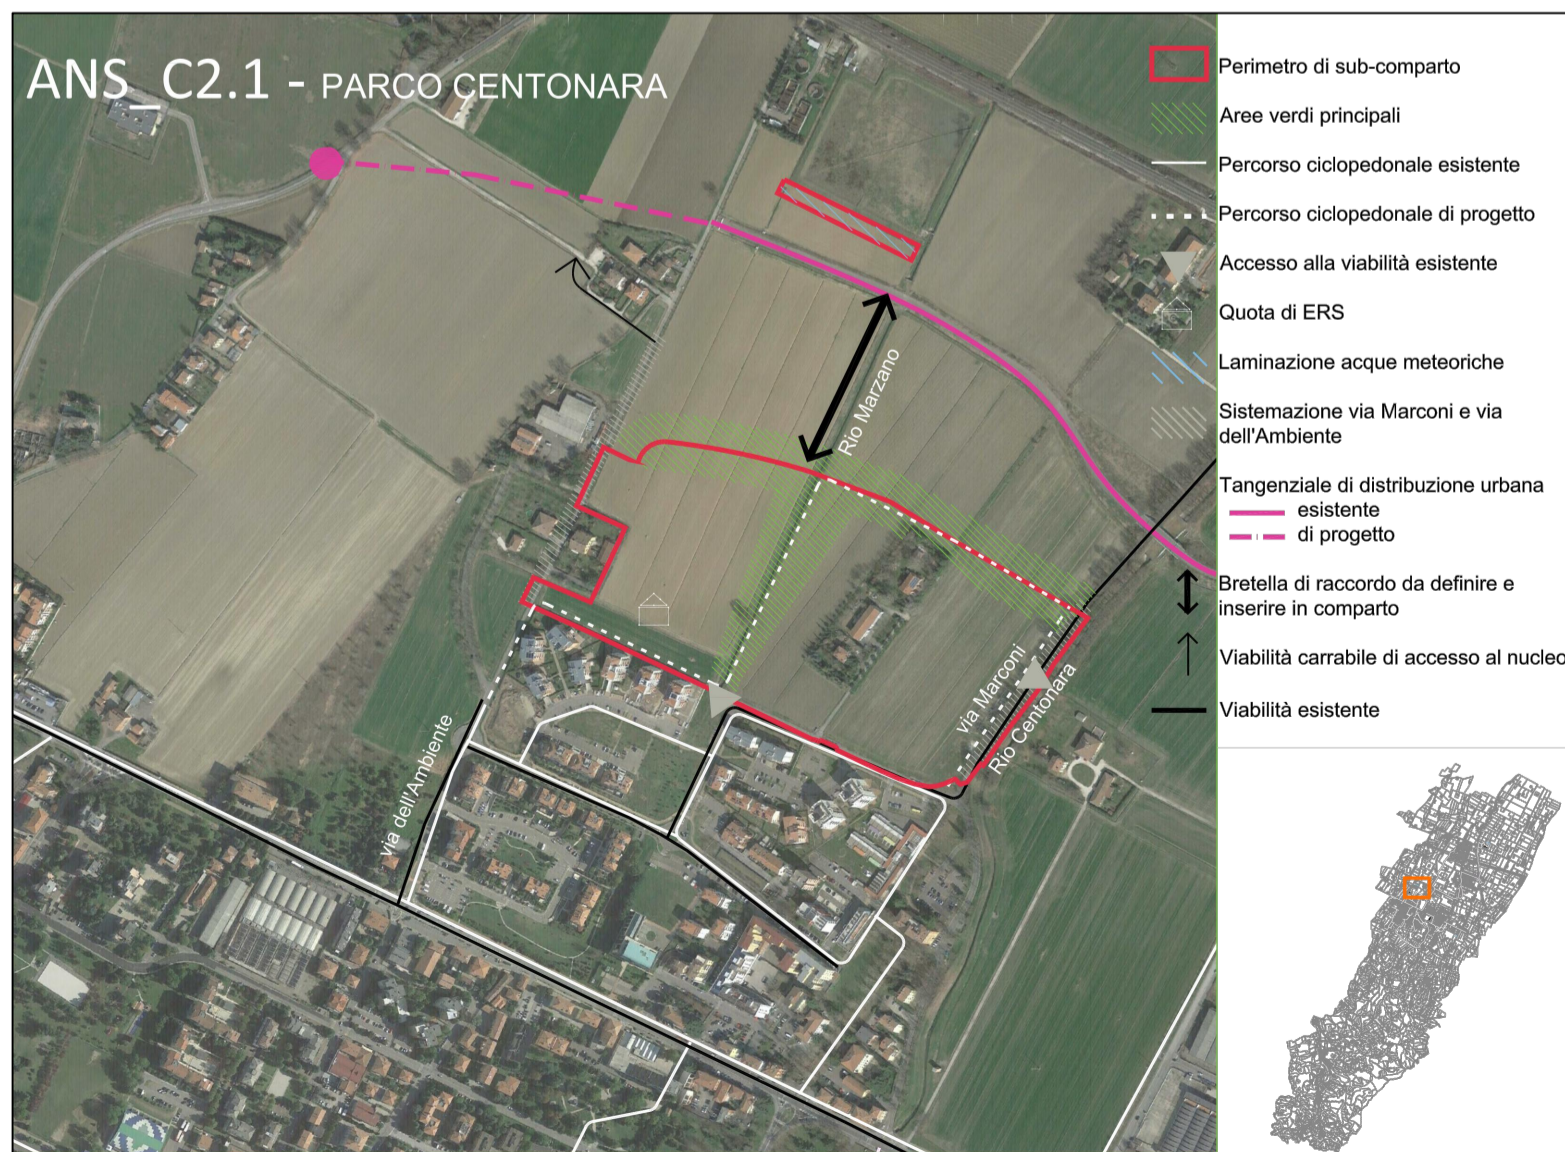 ANS_C2.1 - PARCO CENTONARA
Perimetro di sub-comparto
Aree verdi principali
Percorso ciclopedonale esistente
Percorso ciclopedonale di progetto
Accesso alla viabilità esistente
Quota di ERS
Laminazione acque meteoriche
Sistemazione via Marconi e via
dell'Ambiente
Tangenziale di distribuzione urbana
esistente
di progetto
Bretella di raccordo da definire e
inserire in comparto
Viabilità carrabile di accesso al nucleo
Viabilità esistente
Rio Marzano
via Marconi
Rio Centonara
via dell'Ambiente